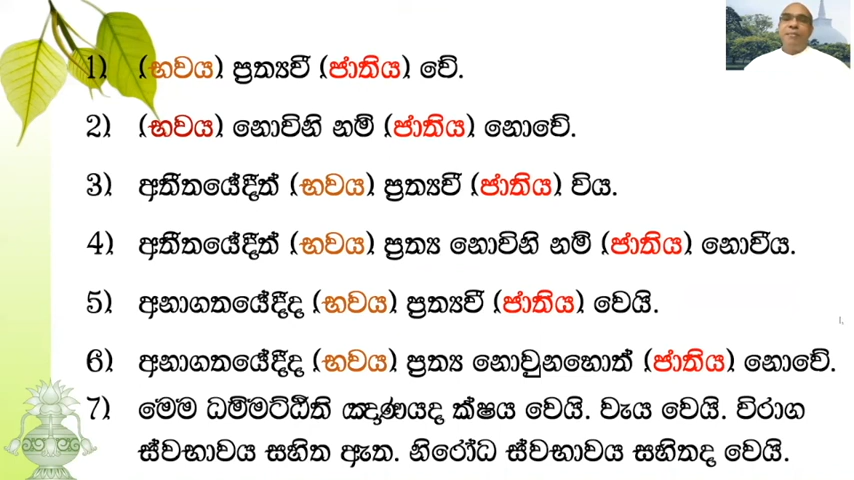 1) (භවය) ප්‍රත්‍යවී (ජාතිය) වේ.
2) (භවය) නොවිනි නම් (ජාතිය) නොවේ.
3) අතීතයේදීත් (භවය) ප්‍රත්‍යවී (ජාතිය) විය.
4) අතීතයේදීත් (භවය) ප්‍රත්‍ය නොවිනි නම් (ජාතිය) නොවීය.
5) අනාගතයේදීද (භවය) ප්‍රත්‍යවී (ජාතිය) වෙයි.
6) අනාගතයේදීද (භවය) ප්‍රත්‍ය නොවුනහොත් (ජාතිය) නොවේ.
7) මෙම ධම්මට්ඨිති ඤාණයද ක්ෂය වෙයි. වැය වෙයි. විරාග
ස්වභාවය සහිත ඇත. නිරෝධ ස්වභාවය සහිතද වෙයි.